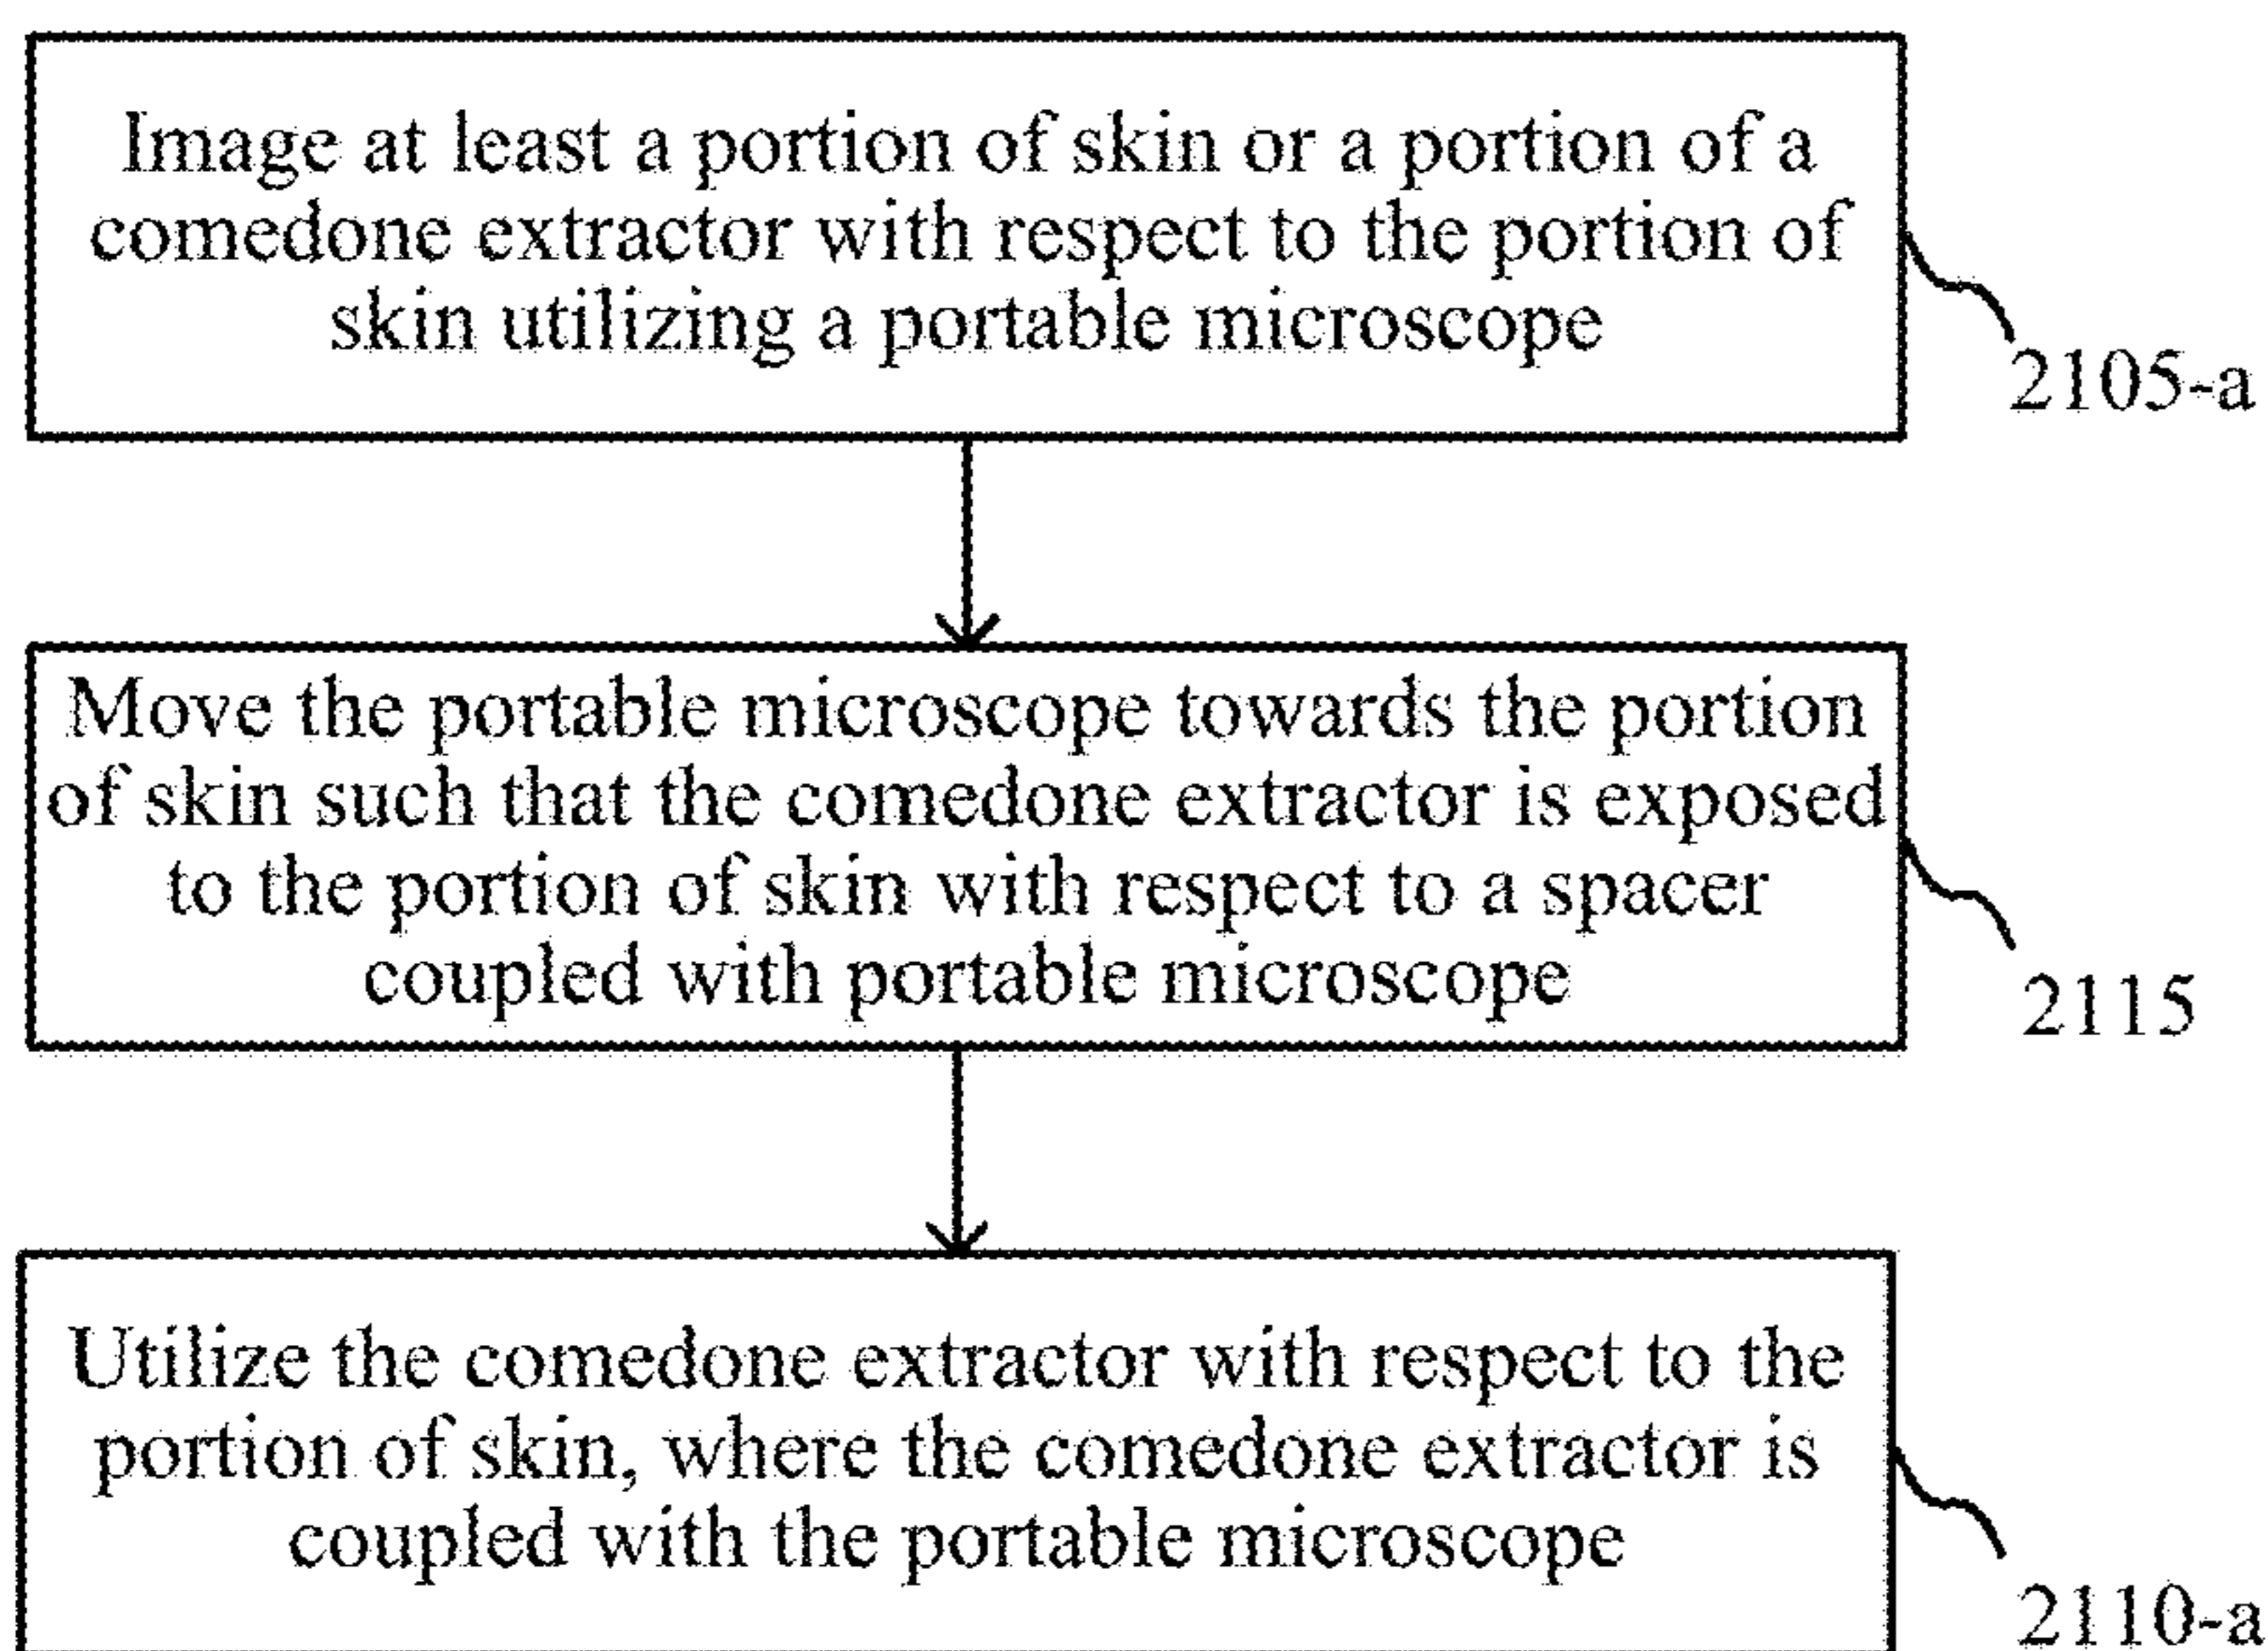 Image at least a portion of skin or a portion of a
comedone extractor with respect to the portion of
skin utilizing a portable microscope
2105-a
Move the portable microscope towards the portion
of skin such that the comedone extractor is exposed
to the portion of skin with respect to a spacer
coupled with portable microscope
2115
Utilize the comedone extractor with respect to the
portion of skin, where the comedone extractor is
coupled with the portable microscope
2110-a